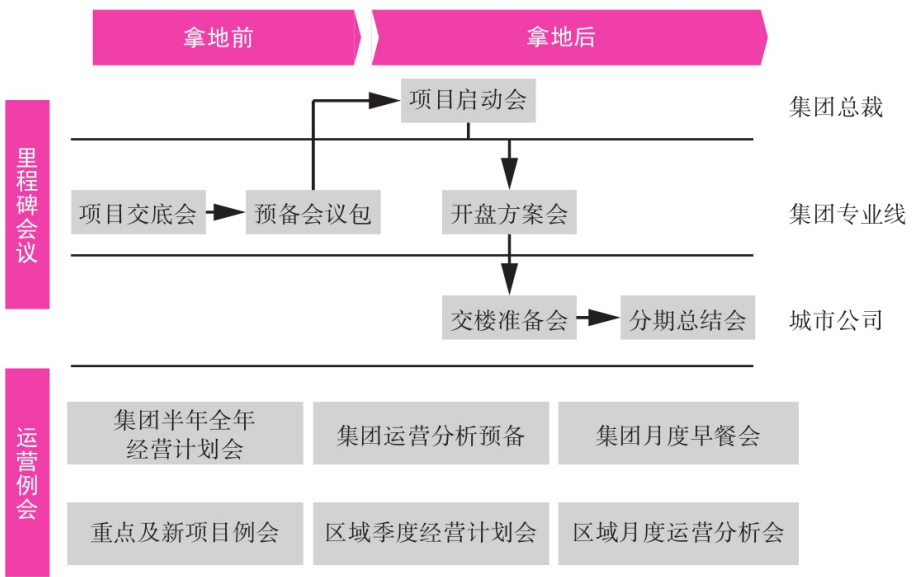 拿地前
拿地后
里程碑会议
项目启动会
集团总裁
项目交底会
预备会议包
开盘方案会
集团专业线
交楼准备会
分期总结会
城市公司
运营例会
集团半年全年
经营计划会
集团运营分析预备
集团月度早餐会
重点及新项目例会
区域季度经营计划会
区域月度运营分析会